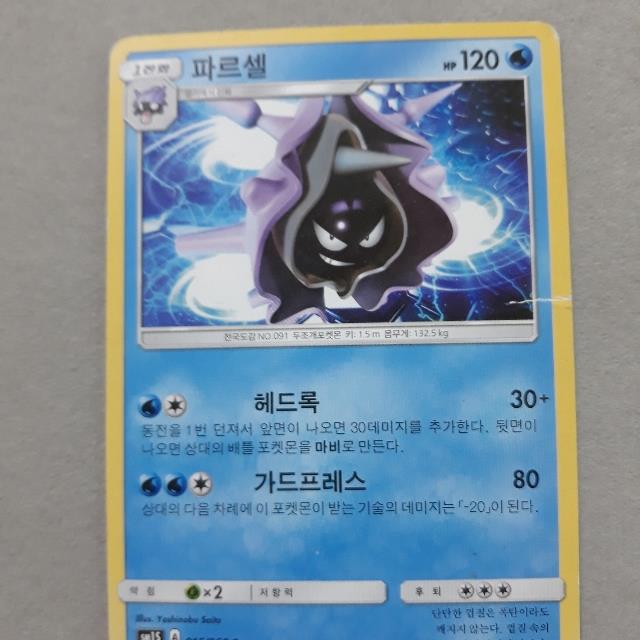 1진화 파르셀 HP 120
전국도감 NO.091 두조개포켓몬 키: 1.5 m 몸무게: 132.5 kg
헤드록 30+
동전을 1번 던져서 앞면이 나오면 30데미지를 추가한다. 뒷면이
나오면 상대의 배틀 포켓몬을 마비로 만든다.
가드프레스 80
상대의 다음 차례에 이 포켓몬이 받는 기술의 데미지는 「-20」이 된다.
약점 ×2 저항력 후퇴
단단한 껍질은 폭탄이라도
Illus. Yoshinobu Saito
깨지지 않는다. 껍질 속의
sm1S A